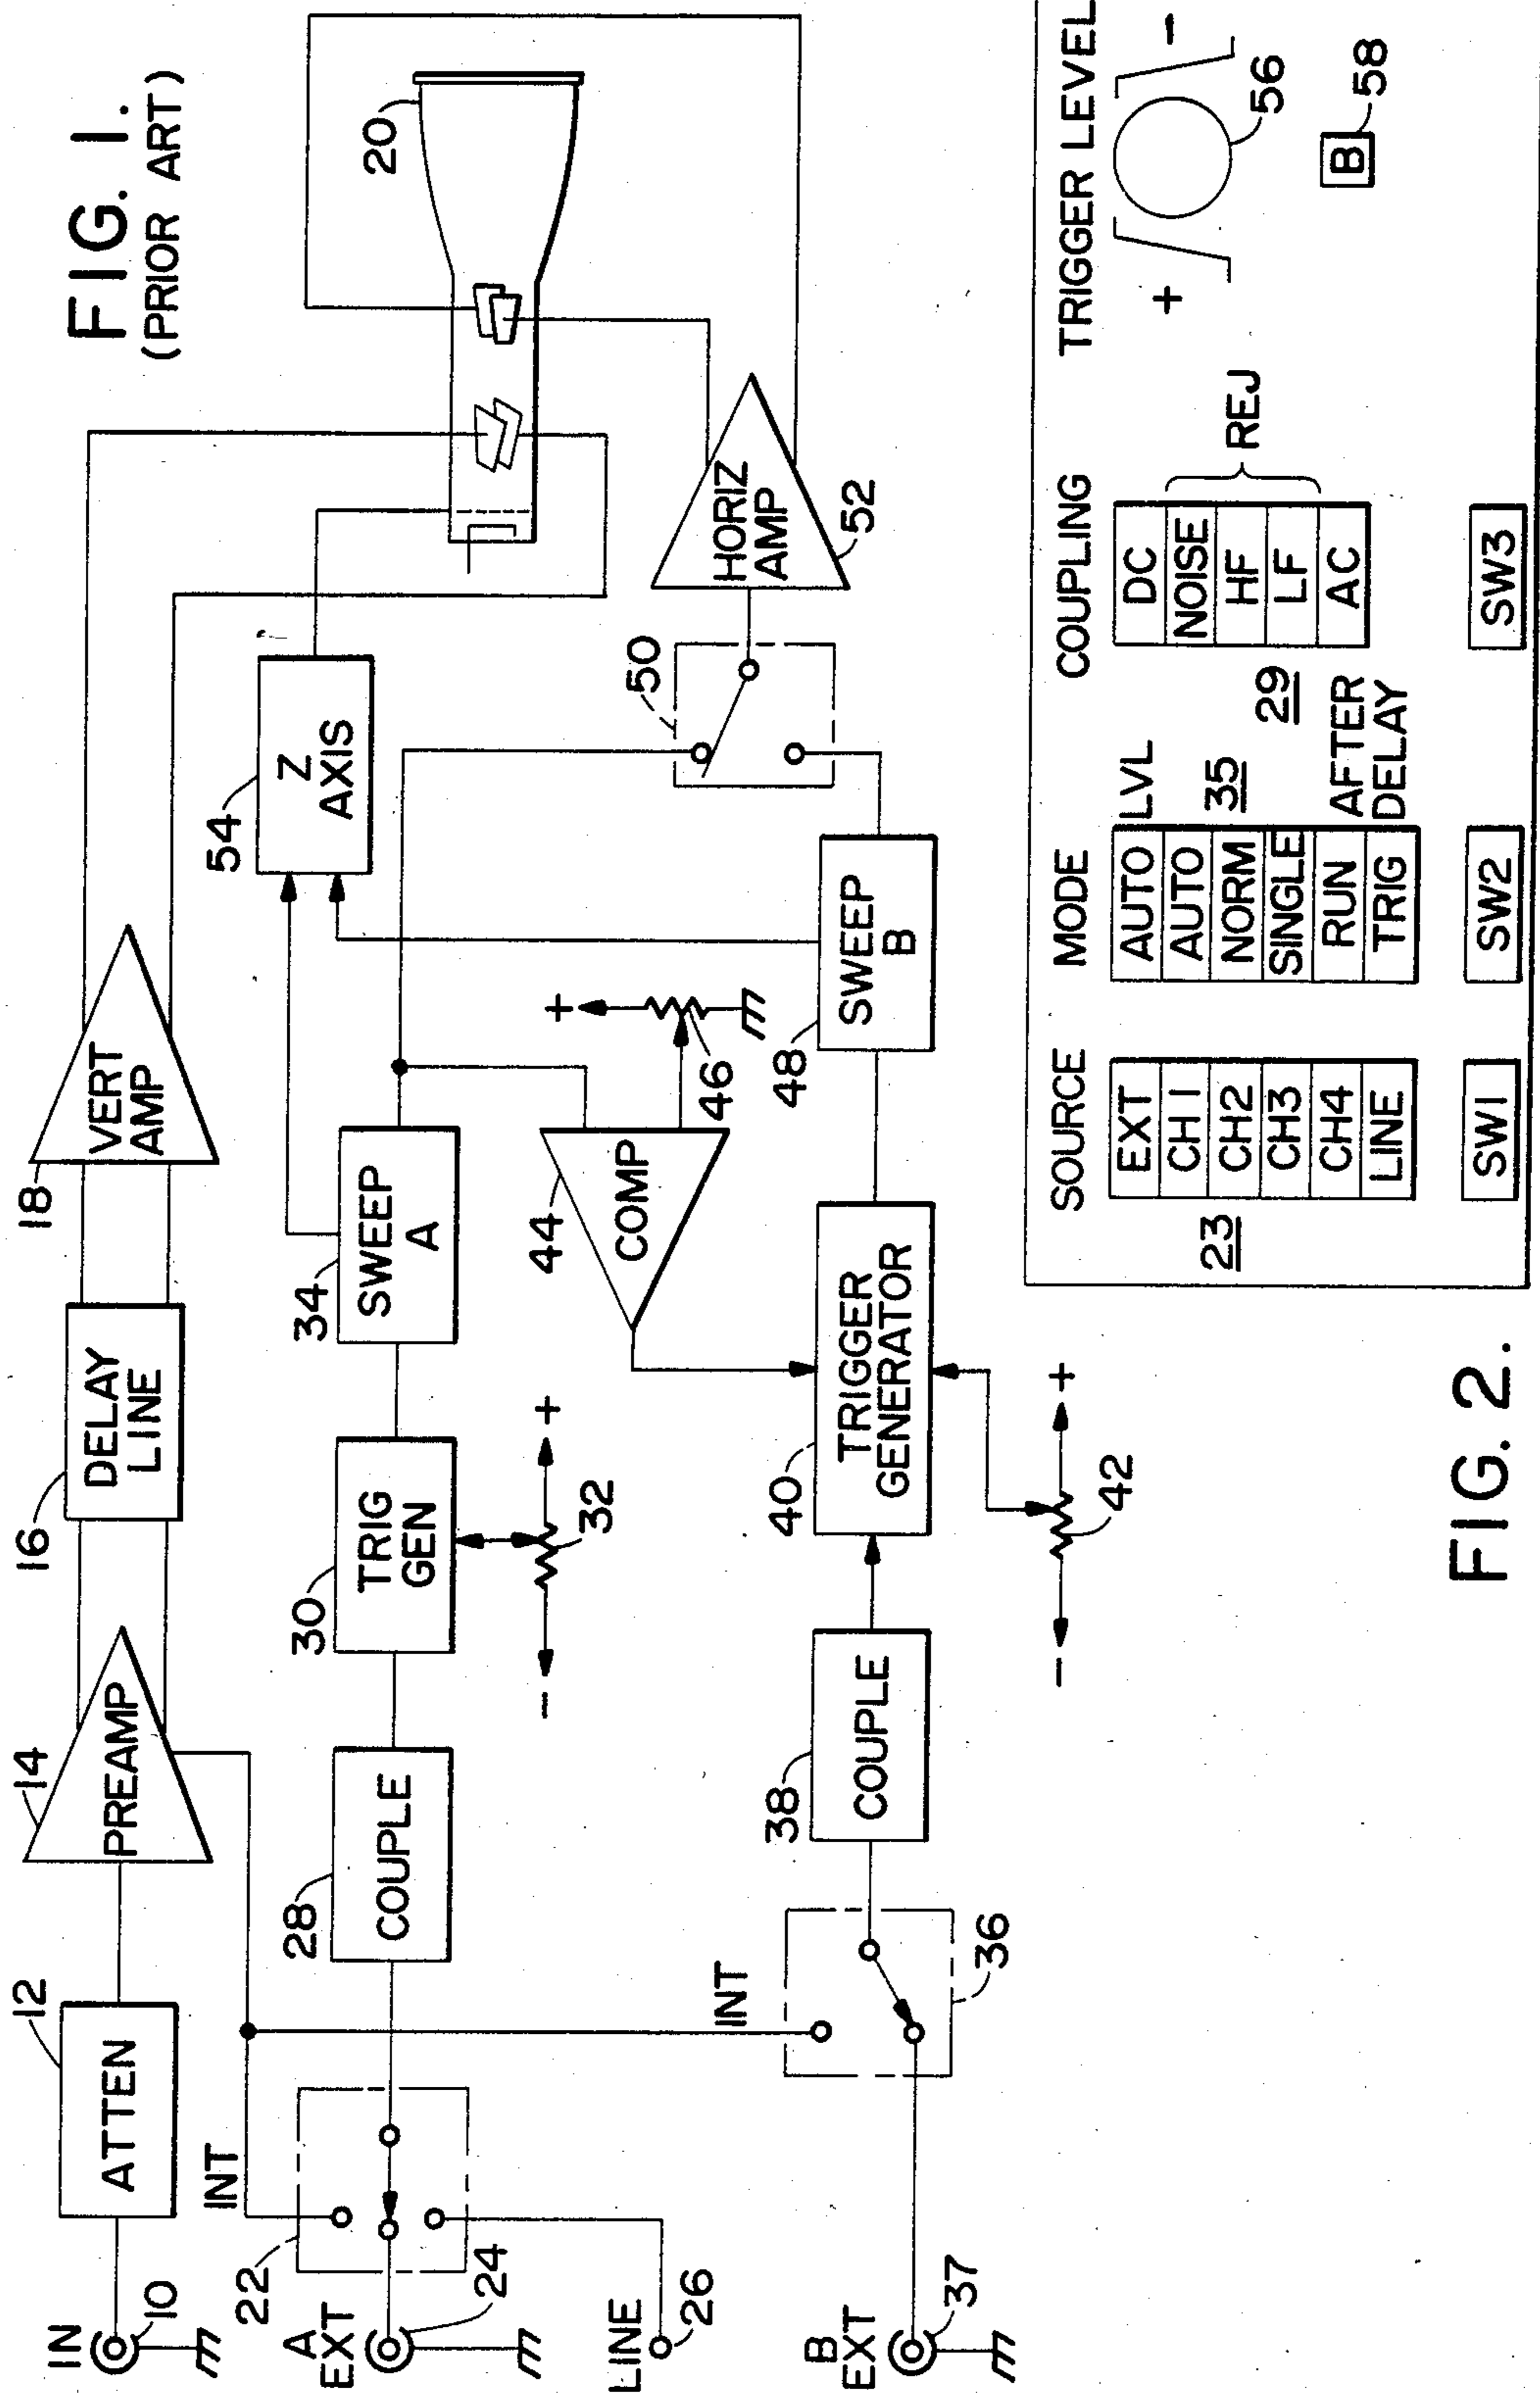 FIG. 1.
(PRIOR ART)
IN
10
ATTEN
12
PREAMP
14
DELAY
LINE
16
VERT
AMP
18
20
INT
22
A
EXT
24
LINE
26
COUPLE
28
TRIG
GEN
30
-
+
32
SWEEP
A
34
Z
AXIS
54
COMP
44
+
46
50
HORIZ
AMP
52
INT
B
EXT
37
36
COUPLE
38
TRIGGER
GENERATOR
40
-
+
42
SWEEP
B
48
FIG. 2.
SOURCE
MODE
COUPLING
TRIGGER LEVEL
23
EXT
CH 1
CH2
CH3
CH4
LINE
SW1
AUTO LVL
AUTO
NORM
SINGLE
RUN
TRIG
35
AFTER
DELAY
SW2
29
DC
NOISE
HF
LF
AC
REJ
SW3
+
-
56
B
58